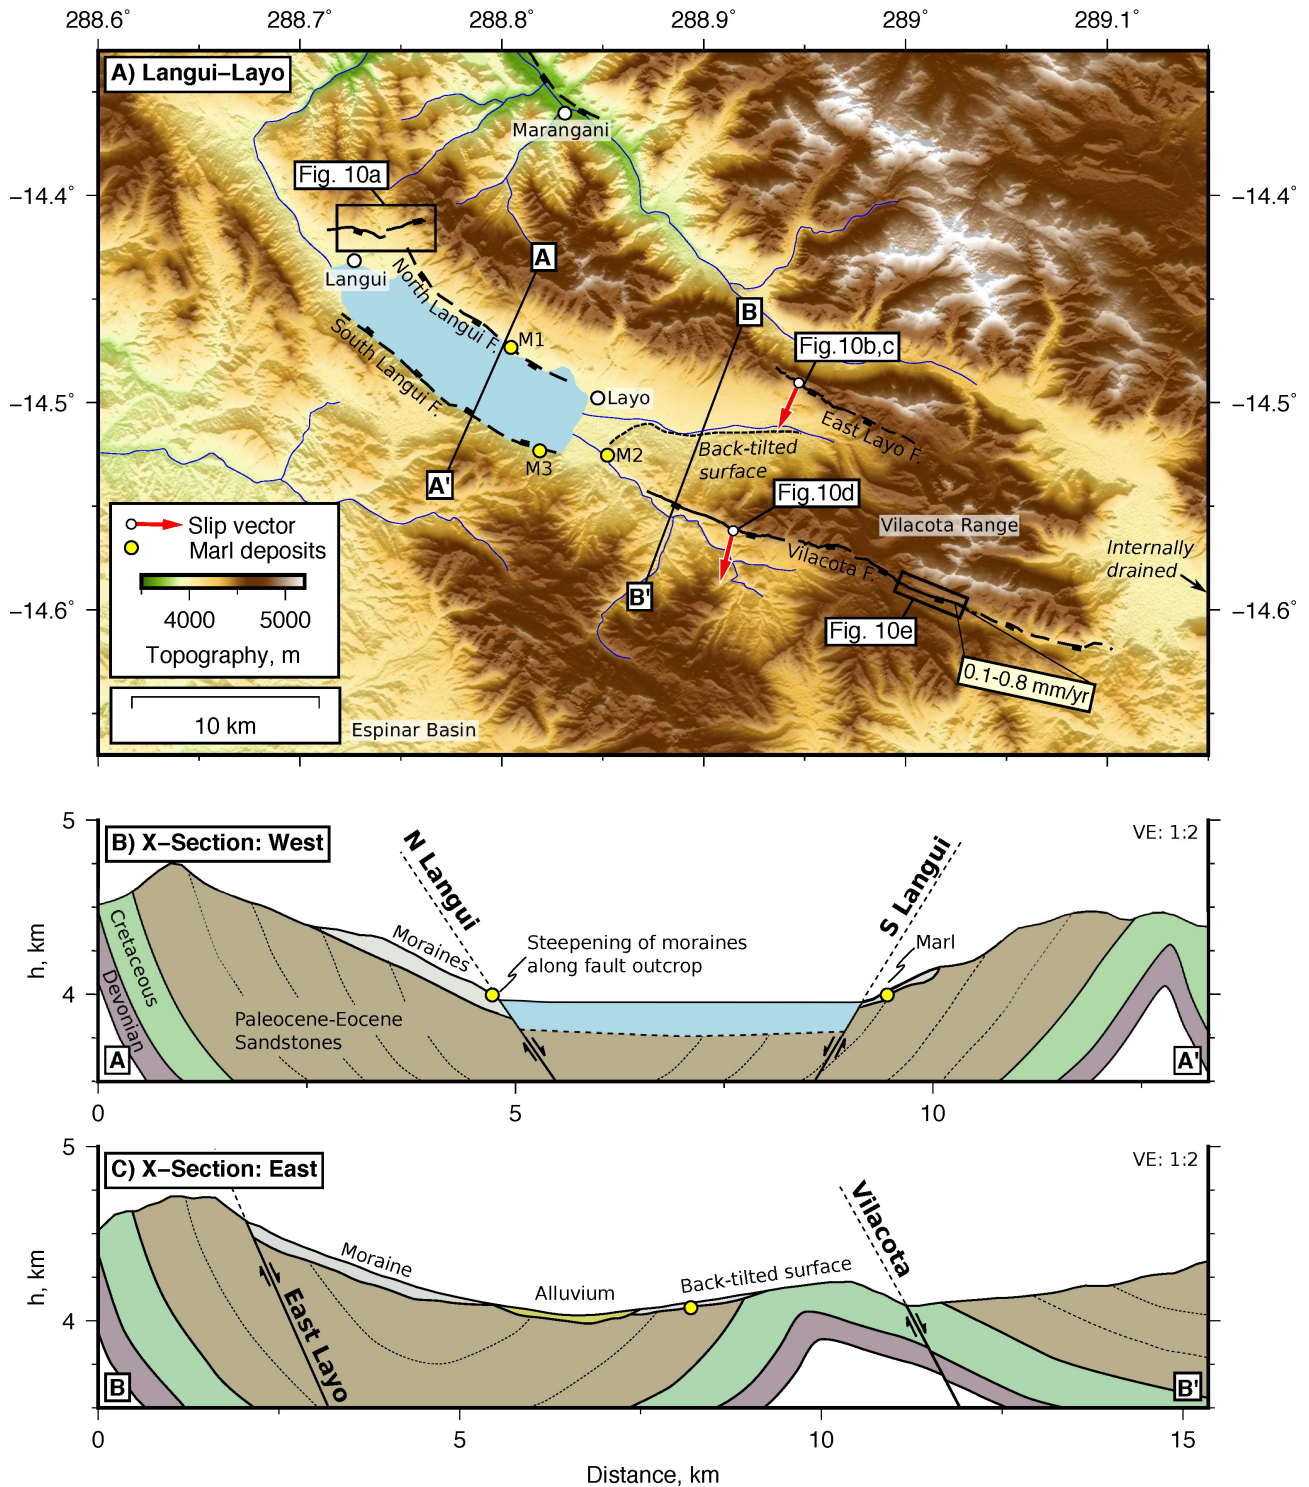 288.6˚ 288.7˚ 288.8˚ 288.9˚ 289˚ 289.1˚
A) Langui–Layo
Marangani
Fig. 10a
−14.4˚ −14.4˚
A
Langui
North Langui F.
B
M1
South Langui F.
Fig.10b,c
Layo
−14.5˚ −14.5˚
East Layo F.
Back-tilted
surface
M2
M3
A'
Fig.10d
Slip vector
Vilacota Range
Marl deposits
Internally
drained
Vilacota F.
4000 5000
Topography, m
B'
−14.6˚ −14.6˚
Fig. 10e
0.1-0.8 mm/yr
10 km
Espinar Basin
B) X−Section: West
VE: 1:2
5
4
h, km
N Langui
S Langui
Cretaceous
Devonian
Moraines
Steepening of moraines
along fault outcrop
Marl
Paleocene-Eocene
Sandstones
A
A'
0 5 10
C) X−Section: East
VE: 1:2
5
4
h, km
Vilacota
Moraine
Back-tilted surface
Alluvium
East Layo
B
B'
0 5 10 15
Distance, km